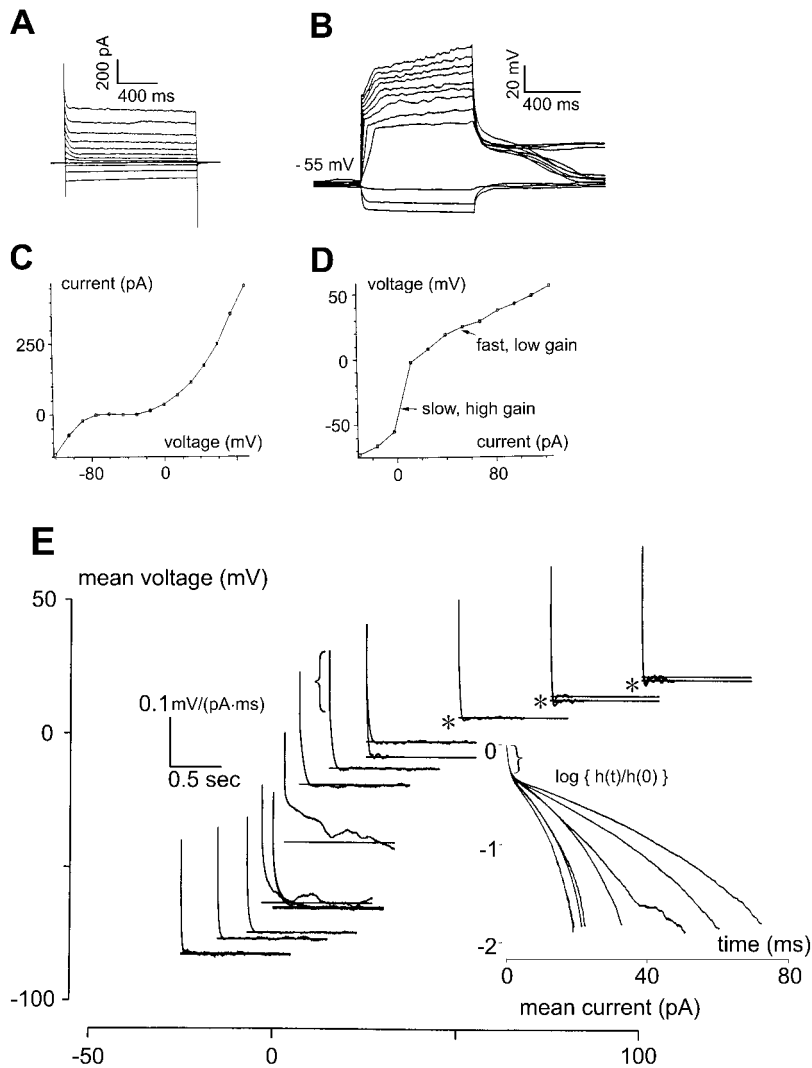 A
200 pA
400 ms
B
20 mV
400 ms
- 55 mV
C
current (pA)
250
0
voltage (mV)
-80
0
D
voltage (mV)
50
0
-50
fast, low gain
slow, high gain
current (pA)
0
80
E
mean voltage (mV)
50
0
-100
0.1 mV/(pA·ms)
0.5 sec
*
*
*
0
log { h(t)/h(0) }
-1
-2
time (ms)
0
40
80
mean current (pA)
-50
0
100